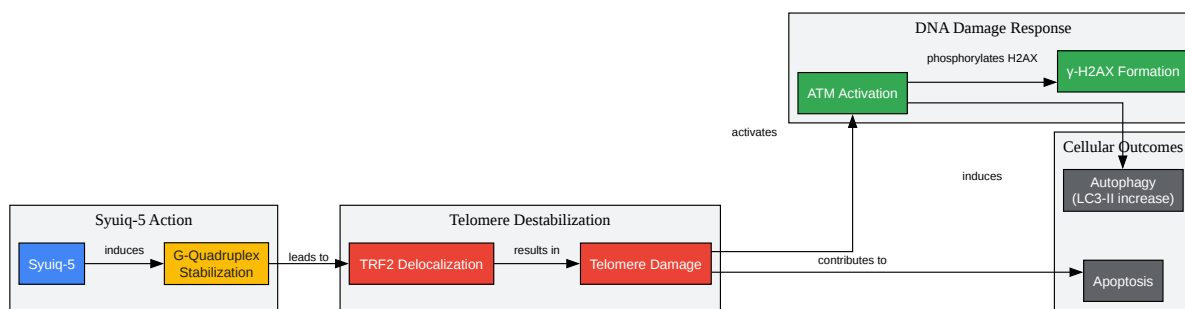 DNA Damage Response
phosphorylates H2AX
γ-H2AX Formation
ATM Activation
activates
Cellular Outcomes
induces
Autophagy
(LC3-II increase)
Syuiq-5 Action
Telomere Destabilization
Syuiq-5
induces
G-Quadruplex
Stabilization
leads to
TRF2 Delocalization
results in
Telomere Damage
contributes to
Apoptosis